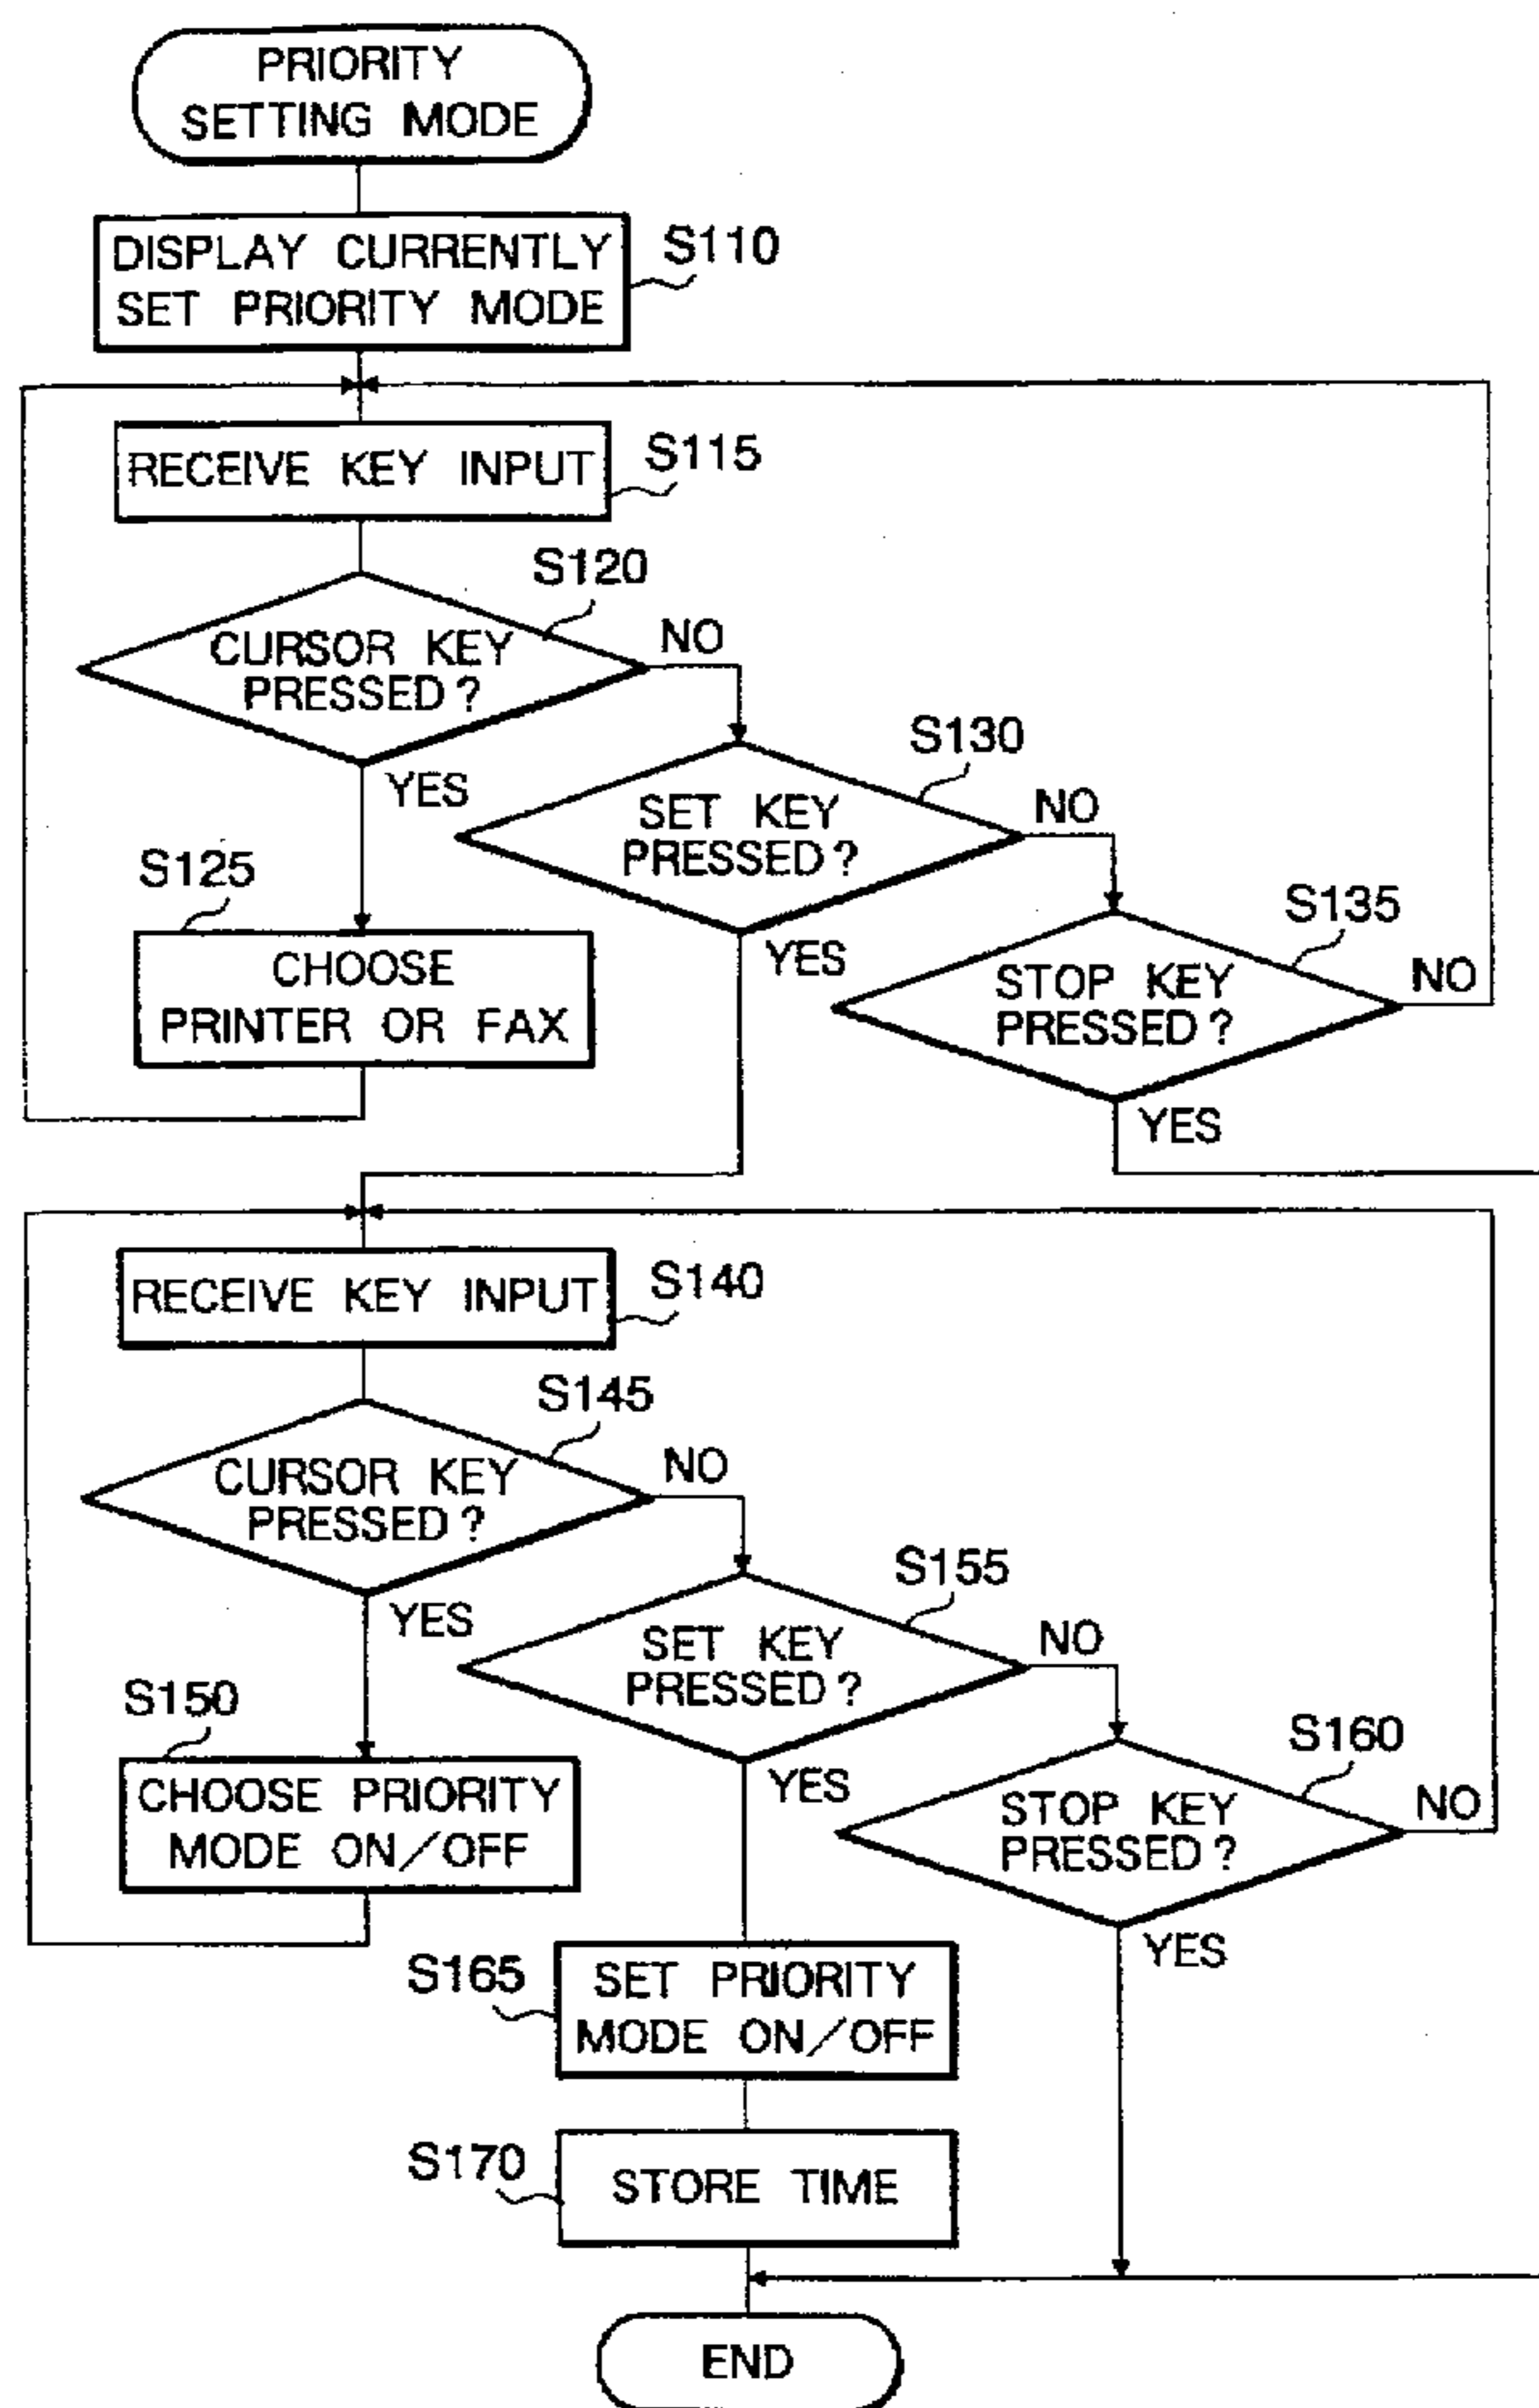 PRIORITY
SETTING MODE
DISPLAY CURRENTLY
SET PRIORITY MODE
S110
RECEIVE KEY INPUT
S115
S120
CURSOR KEY
PRESSED?
NO
YES
S130
SET KEY
PRESSED?
NO
YES
S125
CHOOSE
PRINTER OR FAX
S135
STOP KEY
PRESSED?
NO
YES
RECEIVE KEY INPUT
S140
S145
CURSOR KEY
PRESSED?
NO
YES
S155
SET KEY
PRESSED?
NO
YES
S150
CHOOSE PRIORITY
MODE ON/OFF
S160
STOP KEY
PRESSED?
NO
YES
S165
SET PRIORITY
MODE ON/OFF
S170
STORE TIME
END